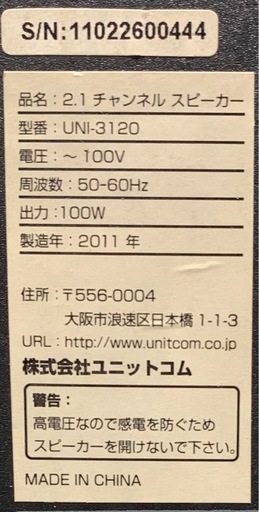 S/N:11022600444
品名：2.1チャンネル スピーカー
型番：UNI-3120
電圧：～100V
周波数：50-60Hz
出力：100W
製造年：2011年
住所：〒556-0004
大阪市浪速区日本橋1-1-3
URL：http://www.unitcom.co.jp
株式会社ユニットコム
警告：
高電圧なので感電を防ぐため
スピーカーを開けないで下さい。
MADE IN CHINA